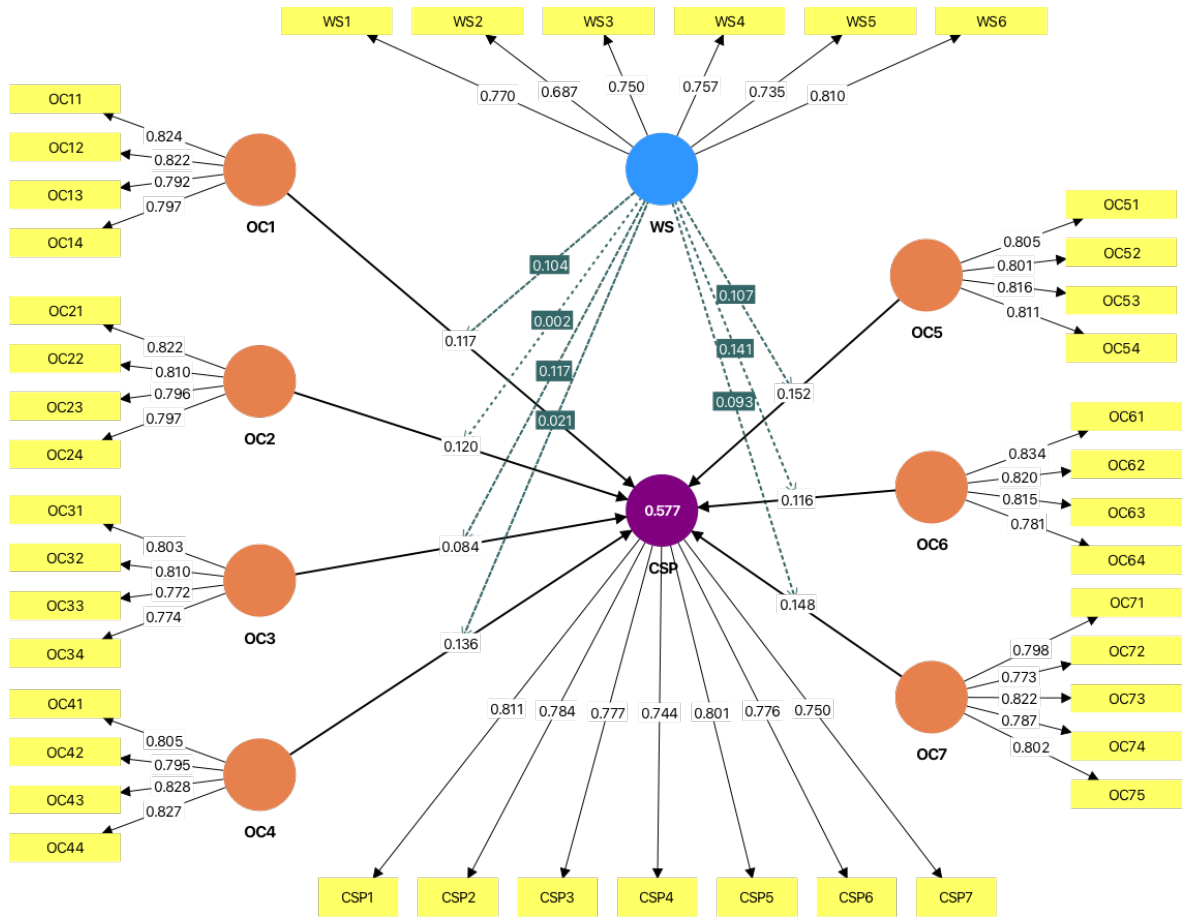 WS1 WS2 WS3 WS4 WS5 WS6
0.770 0.687 0.750 0.757 0.735 0.810
WS
OC11
OC12
OC13
OC14
0.824
0.822
0.792
0.797
OC1
OC21
OC22
OC23
OC24
0.822
0.810
0.796
0.797
OC2
OC31
OC32
OC33
OC34
0.803
0.810
0.772
0.774
OC3
OC41
OC42
OC43
OC44
0.805
0.795
0.828
0.827
OC4
0.117
0.120
0.084
0.136
0.104
0.002
0.117
0.021
0.107
0.141
0.093
0.152
0.116
0.148
0.577
CSP
OC51
OC52
OC53
OC54
0.805
0.801
0.816
0.811
OC5
OC61
OC62
OC63
OC64
0.834
0.820
0.815
0.781
OC6
OC71
OC72
OC73
OC74
OC75
0.798
0.773
0.822
0.787
0.802
OC7
0.811 0.784 0.777 0.744 0.801 0.776 0.750
CSP1 CSP2 CSP3 CSP4 CSP5 CSP6 CSP7